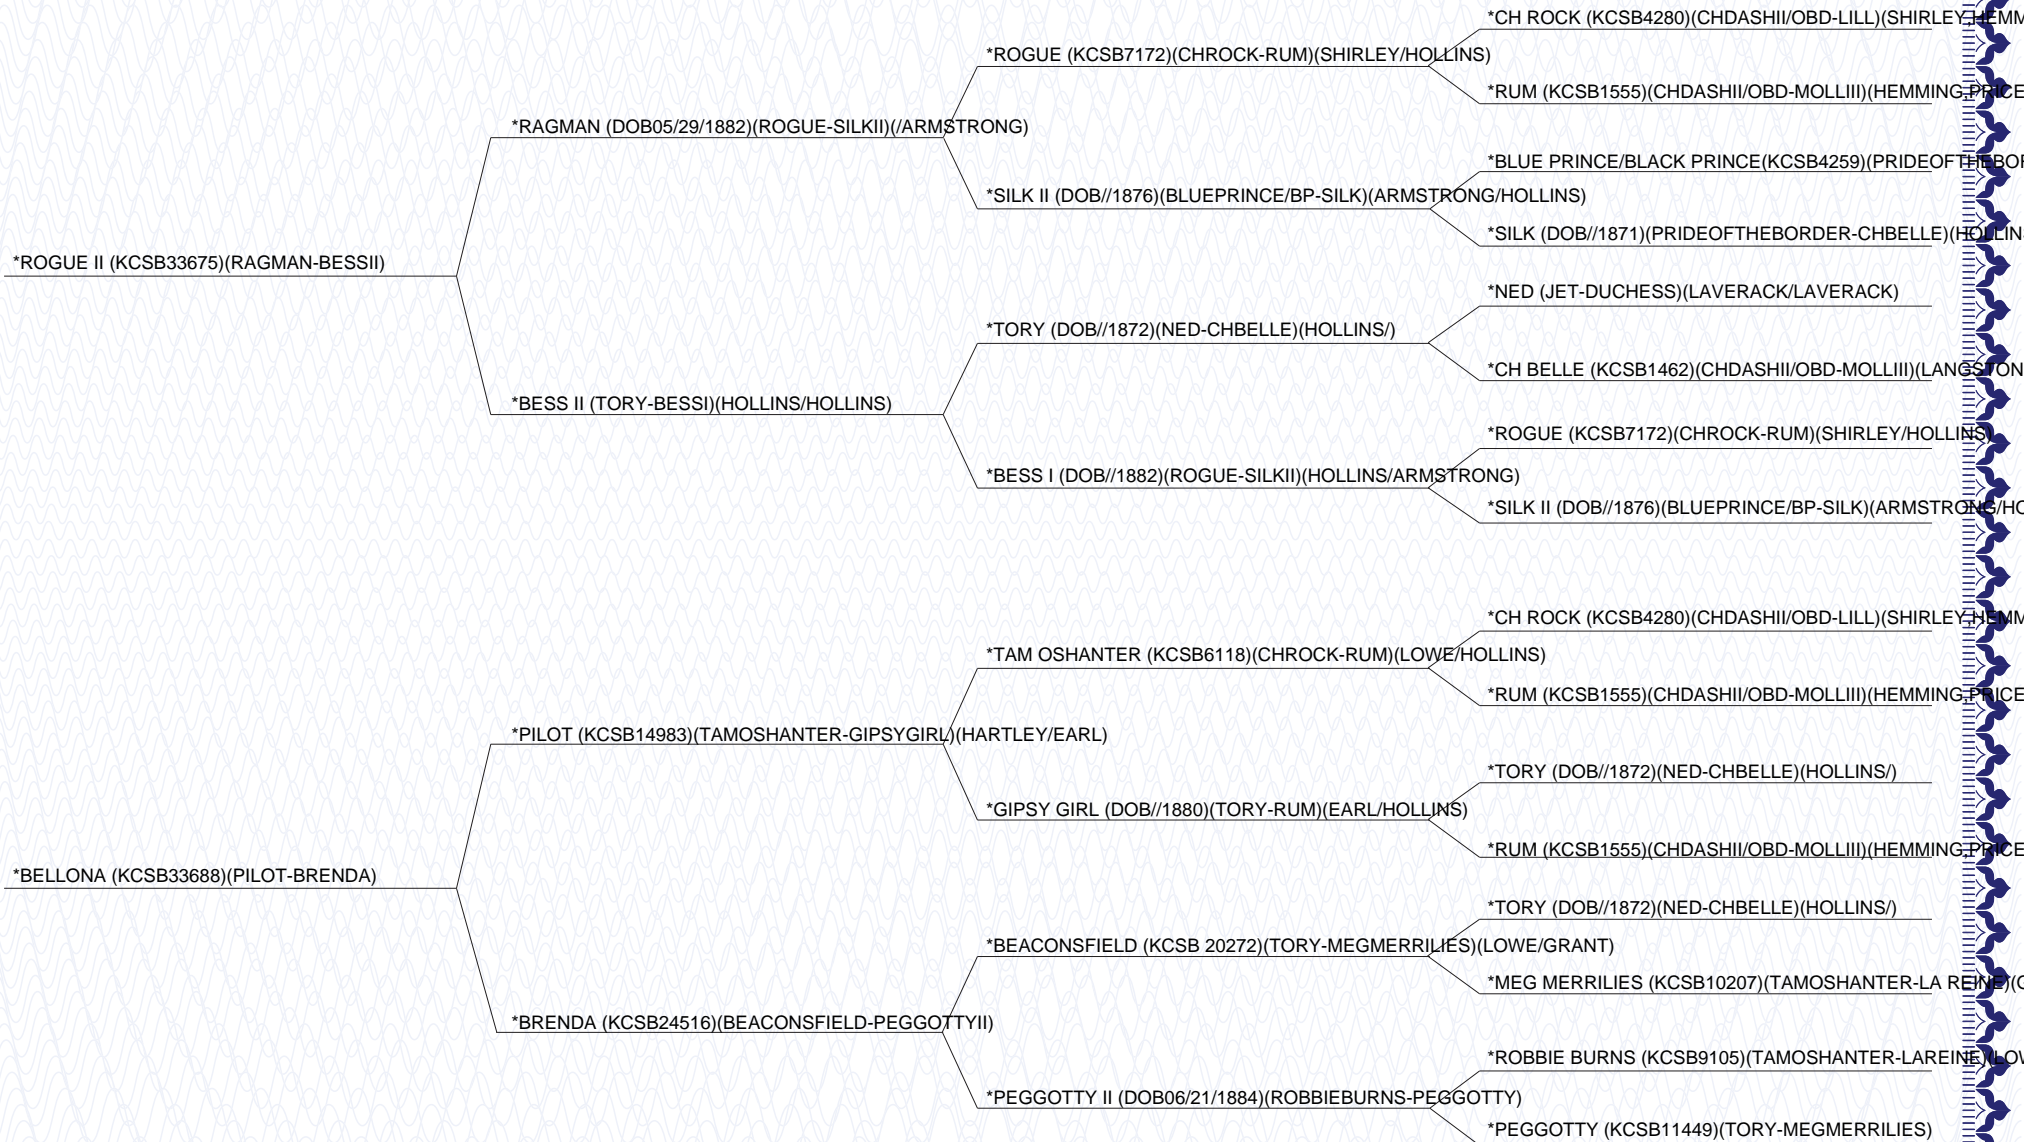 *CH ROCK (KCSB4280)(CHDASHII/OBD-LILL)(SHIRLEY,HEMM
*ROGUE (KCSB7172)(CHROCK-RUM)(SHIRLEY/HOLLINS)
*RUM (KCSB1555)(CHDASHII/OBD-MOLLIII)(HEMMING,PRICE
*RAGMAN (DOB05/29/1882)(ROGUE-SILKII)(/ARMSTRONG)
*BLUE PRINCE/BLACK PRINCE(KCSB4259)(PRIDEOFTHEBOR
*SILK II (DOB//1876)(BLUEPRINCE/BP-SILK)(ARMSTRONG/HOLLINS)
*SILK (DOB//1871)(PRIDEOFTHEBORDER-CHBELLE)(HOLLIN
*ROGUE II (KCSB33675)(RAGMAN-BESSII)
*NED (JET-DUCHESS)(LAVERACK/LAVERACK)
*TORY (DOB//1872)(NED-CHBELLE)(HOLLINS/)
*CH BELLE (KCSB1462)(CHDASHII/OBD-MOLLIII)(LANGSTON
*BESS II (TORY-BESSI)(HOLLINS/HOLLINS)
*ROGUE (KCSB7172)(CHROCK-RUM)(SHIRLEY/HOLLINS)
*BESS I (DOB//1882)(ROGUE-SILKII)(HOLLINS/ARMSTRONG)
*SILK II (DOB//1876)(BLUEPRINCE/BP-SILK)(ARMSTRONG/HO
*CH ROCK (KCSB4280)(CHDASHII/OBD-LILL)(SHIRLEY,HEMM
*TAM OSHANTER (KCSB6118)(CHROCK-RUM)(LOWE/HOLLINS)
*RUM (KCSB1555)(CHDASHII/OBD-MOLLIII)(HEMMING,PRICE
*PILOT (KCSB14983)(TAMOSHANTER-GIPSYGIRL)(HARTLEY/EARL)
*TORY (DOB//1872)(NED-CHBELLE)(HOLLINS/)
*GIPSY GIRL (DOB//1880)(TORY-RUM)(EARL/HOLLINS)
*RUM (KCSB1555)(CHDASHII/OBD-MOLLIII)(HEMMING,PRICE
*BELLONA (KCSB33688)(PILOT-BRENDA)
*TORY (DOB//1872)(NED-CHBELLE)(HOLLINS/)
*BEACONSFIELD (KCSB 20272)(TORY-MEGMERRILIES)(LOWE/GRANT)
*MEG MERRILIES (KCSB10207)(TAMOSHANTER-LA REINE)(G
*BRENDA (KCSB24516)(BEACONSFIELD-PEGGOTTYII)
*ROBBIE BURNS (KCSB9105)(TAMOSHANTER-LAREINE)(LOW
*PEGGOTTY II (DOB06/21/1884)(ROBBIEBURNS-PEGGOTTY)
*PEGGOTTY (KCSB11449)(TORY-MEGMERRILIES)